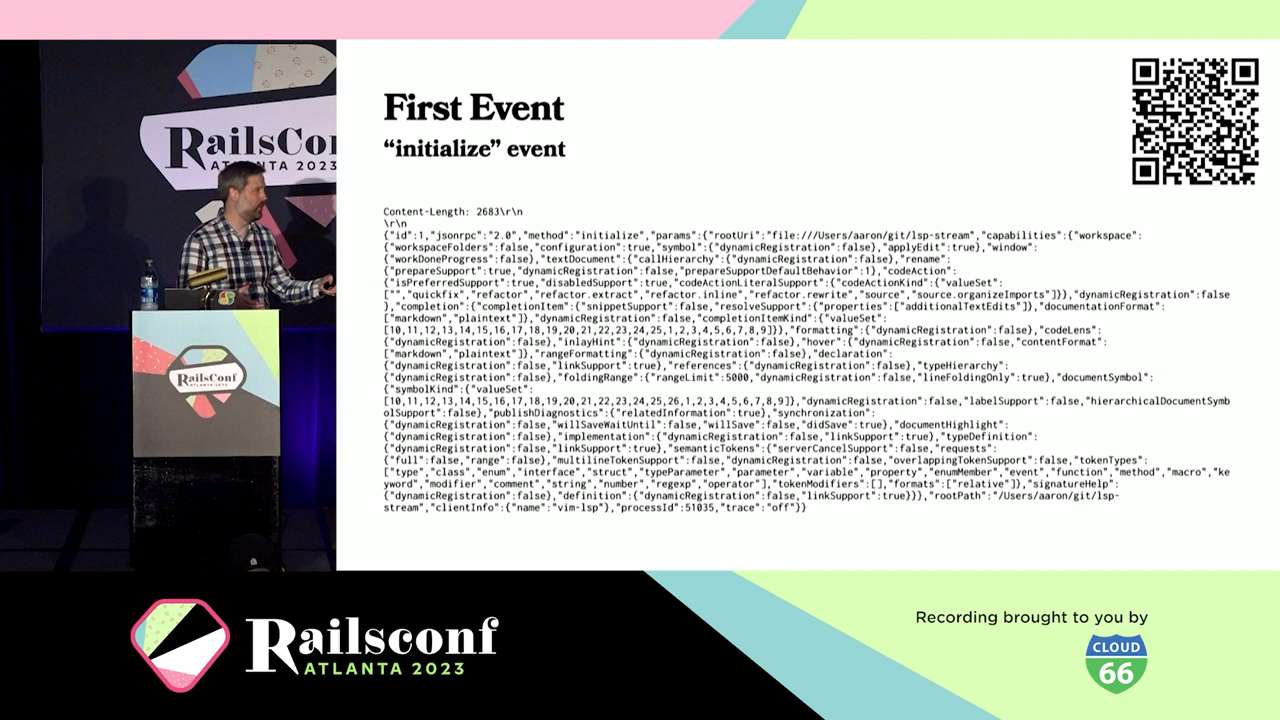 RailsCon
ATLANTA 2023
RailsConf
ATLANTA 2023
First Event
“initialize” event
Content-Length: 2683\r\n
\r\n
{"id":1,"jsonrpc":"2.0","method":"initialize","params":{"rootUri":"file:///Users/aaron/git/lsp-stream","capabilities":{"workspace":
{"workspaceFolders":false,"configuration":true,"symbol":{"dynamicRegistration":false},"applyEdit":true},"window":
{"workDoneProgress":false},"textDocument":{"callHierarchy":{"dynamicRegistration":false},"rename":
{"prepareSupport":true,"dynamicRegistration":false,"prepareSupportDefaultBehavior":1},"codeAction":
{"isPreferredSupport":true,"disabledSupport":true,"codeActionLiteralSupport":{"codeActionKind":{"valueSet":
["","quickfix","refactor","refactor.extract","refactor.inline","refactor.rewrite","source","source.organizeImports"]}},"dynamicRegistration":false
},"completion":{"completionItem":{"snippetSupport":false,"resolveSupport":{"properties":["additionalTextEdits"]},"documentationFormat":
["markdown","plaintext"]},"dynamicRegistration":false,"completionItemKind":{"valueSet":
[10,11,12,13,14,15,16,17,18,19,20,21,22,23,24,25,1,2,3,4,5,6,7,8,9]}},"formatting":{"dynamicRegistration":false},"codeLens":
{"dynamicRegistration":false},"inlayHint":{"dynamicRegistration":false},"hover":{"dynamicRegistration":false,"contentFormat":
["markdown","plaintext"]},"rangeFormatting":{"dynamicRegistration":false},"declaration":
{"dynamicRegistration":false,"linkSupport":true},"references":{"dynamicRegistration":false},"typeHierarchy":
{"dynamicRegistration":false},"foldingRange":{"rangeLimit":5000,"dynamicRegistration":false,"lineFoldingOnly":true},"documentSymbol":
{"symbolKind":{"valueSet":
[10,11,12,13,14,15,16,17,18,19,20,21,22,23,24,25,26,1,2,3,4,5,6,7,8,9]},"dynamicRegistration":false,"labelSupport":false,"hierarchicalDocumentSymb
olSupport":false},"publishDiagnostics":{"relatedInformation":true},"synchronization":
{"dynamicRegistration":false,"willSaveWaitUntil":false,"willSave":false,"didSave":true},"documentHighlight":
{"dynamicRegistration":false},"implementation":{"dynamicRegistration":false,"linkSupport":true},"typeDefinition":
{"dynamicRegistration":false,"linkSupport":true},"semanticTokens":{"serverCancelSupport":false,"requests":
{"full":false,"range":false},"multilineTokenSupport":false,"dynamicRegistration":false,"overlappingTokenSupport":false,"tokenTypes":
["type","class","enum","interface","struct","typeParameter","parameter","variable","property","enumMember","event","function","method","macro","ke
yword","modifier","comment","string","number","regexp","operator"],"tokenModifiers":[],"formats":["relative"]},"signatureHelp":
{"dynamicRegistration":false},"definition":{"dynamicRegistration":false,"linkSupport":true}}},"rootPath":"/Users/aaron/git/lsp-
stream","clientInfo":{"name":"vim-lsp"},"processId":51035,"trace":"off"}}
Railsconf
ATLANTA 2023
Recording brought to you by
CLOUD
66